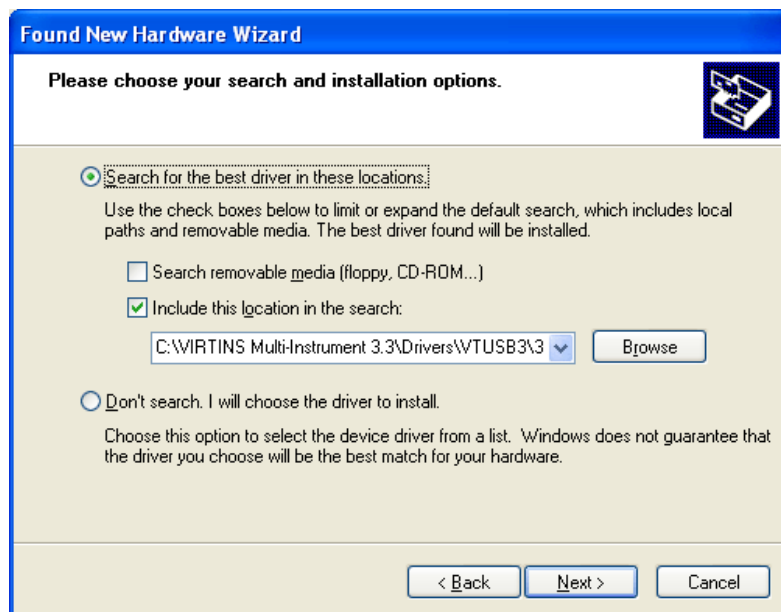 Found New Hardware Wizard
Please choose your search and installation options.
Search for the best driver in these locations.
Use the check boxes below to limit or expand the default search, which includes local
paths and removable media. The best driver found will be installed.
Search removable media (floppy, CD-ROM...)
Include this location in the search:
C:\VIRTINS Multi-Instrument 3.3\Drivers\VTUSB3\3
Browse
Don't search. I will choose the driver to install.
Choose this option to select the device driver from a list. Windows does not guarantee that
the driver you choose will be the best match for your hardware.
< Back
Next >
Cancel